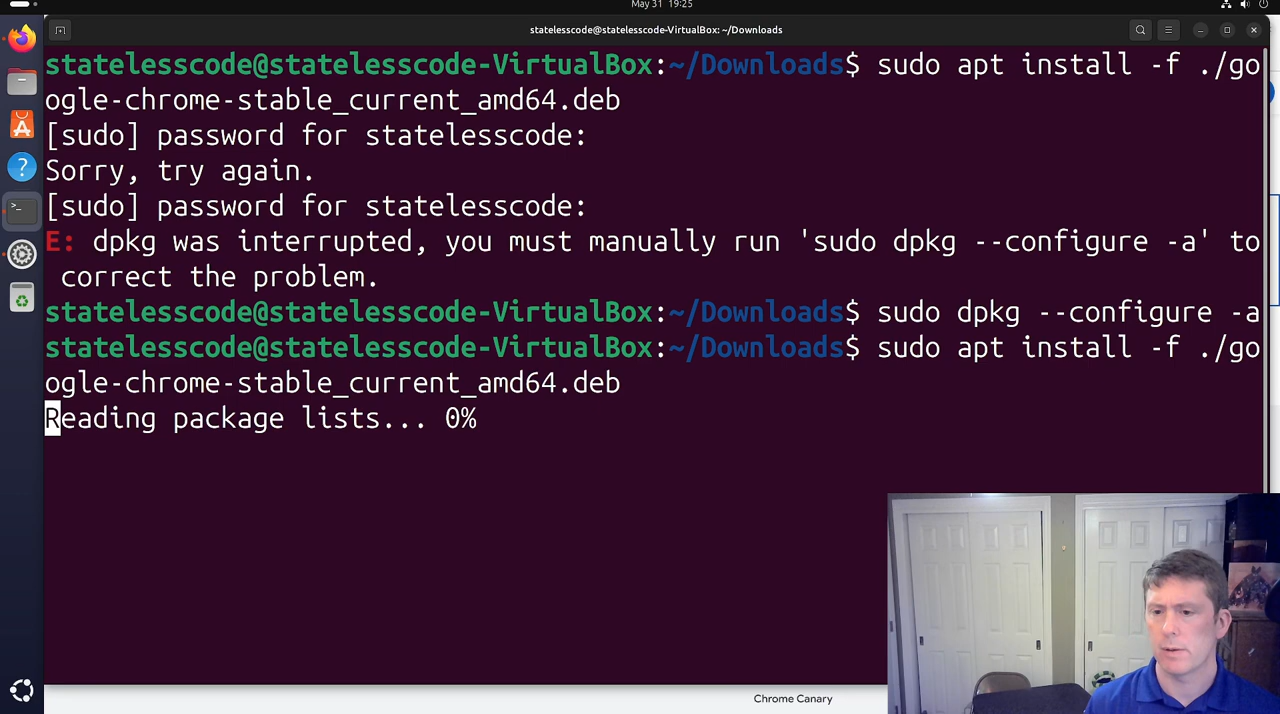 May 31 19:25
statelesscode@statelesscode-VirtualBox: ~/Downloads
statelesscode@statelesscode-VirtualBox:~/Downloads$ sudo apt install -f ./go
ogle-chrome-stable_current_amd64.deb
[sudo] password for statelesscode:
Sorry, try again.
[sudo] password for statelesscode:
E: dpkg was interrupted, you must manually run 'sudo dpkg --configure -a' to
 correct the problem.
statelesscode@statelesscode-VirtualBox:~/Downloads$ sudo dpkg --configure -a
statelesscode@statelesscode-VirtualBox:~/Downloads$ sudo apt install -f ./go
ogle-chrome-stable_current_amd64.deb
Reading package lists... 0%
Chrome Canary